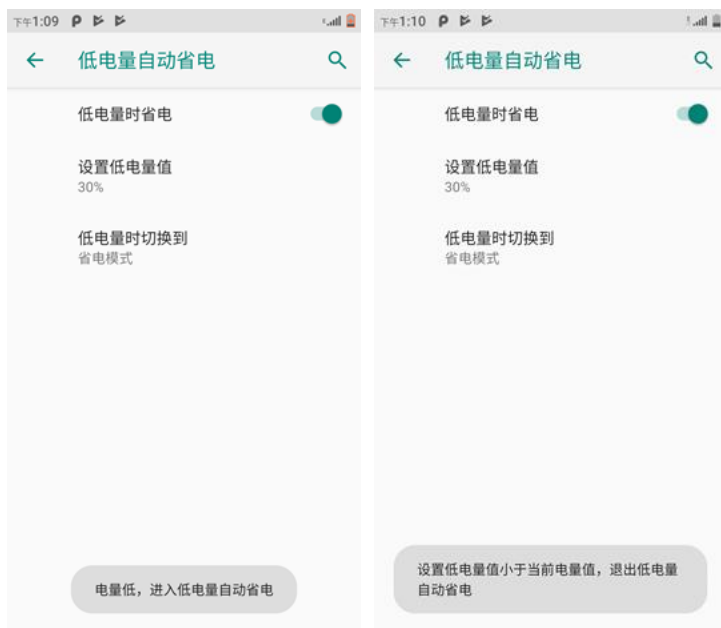 下午1:09
低电量自动省电
低电量时省电
设置低电量值
30%
低电量时切换到
省电模式
电量低，进入低电量自动省电
下午1:10
低电量自动省电
低电量时省电
设置低电量值
30%
低电量时切换到
省电模式
设置低电量值小于当前电量值，退出低电量
自动省电